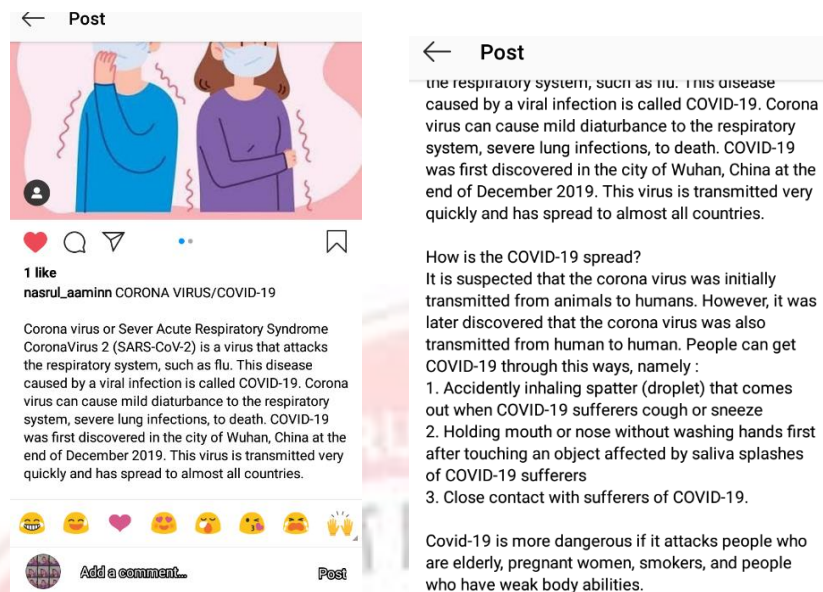 Post
1 like
nasrul_aaminn CORONA VIRUS/COVID-19
Corona virus or Sever Acute Respiratory Syndrome
CoronaVirus 2 (SARS-CoV-2) is a virus that attacks
the respiratory system, such as flu. This disease
caused by a viral infection is called COVID-19. Corona
virus can cause mild diaturbance to the respiratory
system, severe lung infections, to death. COVID-19
was first discovered in the city of Wuhan, China at the
end of December 2019. This virus is transmitted very
quickly and has spread to almost all countries.
Add a comment...
Post
Post
the respiratory system, such as flu. This disease
caused by a viral infection is called COVID-19. Corona
virus can cause mild diaturbance to the respiratory
system, severe lung infections, to death. COVID-19
was first discovered in the city of Wuhan, China at the
end of December 2019. This virus is transmitted very
quickly and has spread to almost all countries.
How is the COVID-19 spread?
It is suspected that the corona virus was initially
transmitted from animals to humans. However, it was
later discovered that the corona virus was also
transmitted from human to human. People can get
COVID-19 through this ways, namely :
1. Accidently inhaling spatter (droplet) that comes
out when COVID-19 sufferers cough or sneeze
2. Holding mouth or nose without washing hands first
after touching an object affected by saliva splashes
of COVID-19 sufferers
3. Close contact with sufferers of COVID-19.
Covid-19 is more dangerous if it attacks people who
are elderly, pregnant women, smokers, and people
who have weak body abilities.